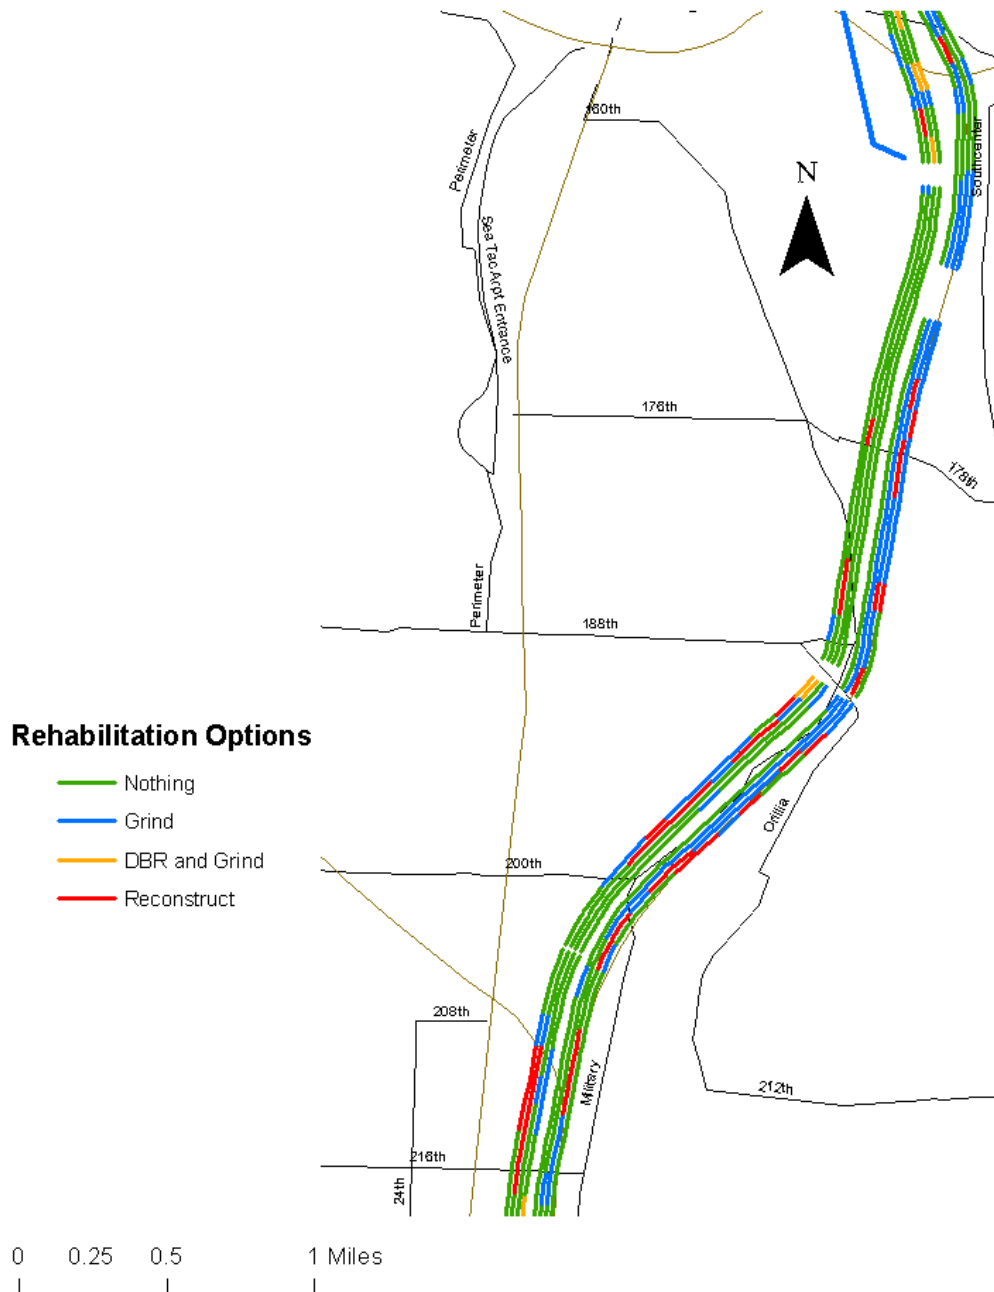 160th
N
Perimeter
Southcenter
Sea Tac Arpt Entrance
176th
178th
Perimeter
188th
Rehabilitation Options
Nothing
Grind
DBR and Grind
Reconstruct
Orillia
200th
208th
Military
212th
216th
24th
0 0.25 0.5 1 Miles